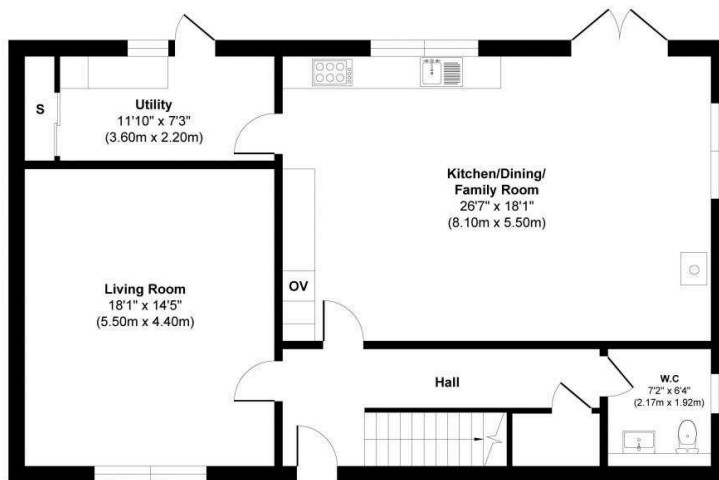 S
Utility
11'10" x 7'3"
(3.60m x 2.20m)
Kitchen/Dining/
Family Room
26'7" x 18'1"
(8.10m x 5.50m)
OV
Living Room
18'1" x 14'5"
(5.50m x 4.40m)
Hall
W.C
7'2" x 6'4"
(2.17m x 1.92m)